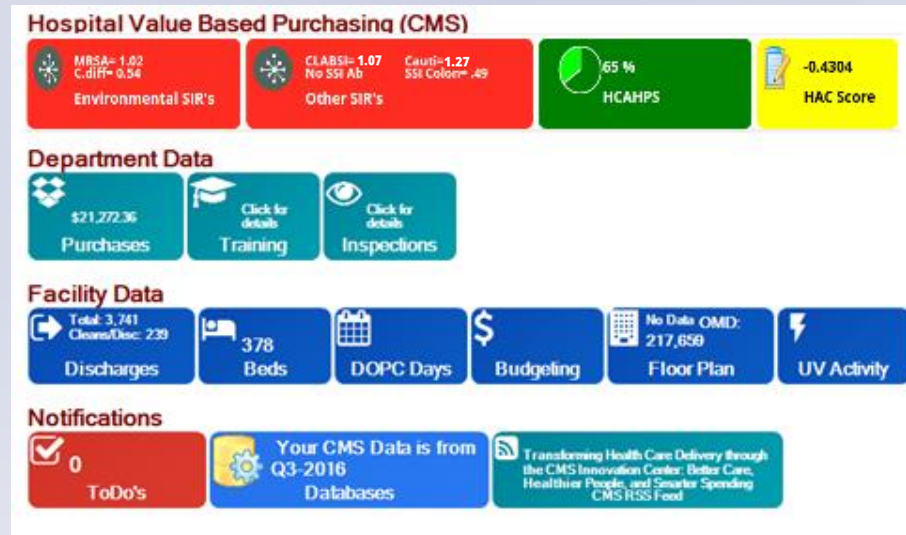 Hospital Value Based Purchasing (CMS)
MRSA= 1.02
C.diff= 0.54
Environmental SIR's
CLABSI= 1.07 Cauti=1.27
No SSI Ab SSI Colon= .49
Other SIR's
65 %
HCAHPS
-0.4304
HAC Score
Department Data
$21,272.36
Purchases
Click for
details
Training
Click for
details
Inspections
Facility Data
Total: 3,741
Cleans/Disc: 239
Discharges
378
Beds
DOPC Days
$
Budgeting
No Data OMD:
217,659
Floor Plan
UV Activity
Notifications
0
ToDo's
Your CMS Data is from
Q3-2016
Databases
Transforming Health Care Delivery through
the CMS Innovation Center: Better Care,
Healthier People, and Smarter Spending
CMS RSS Feed